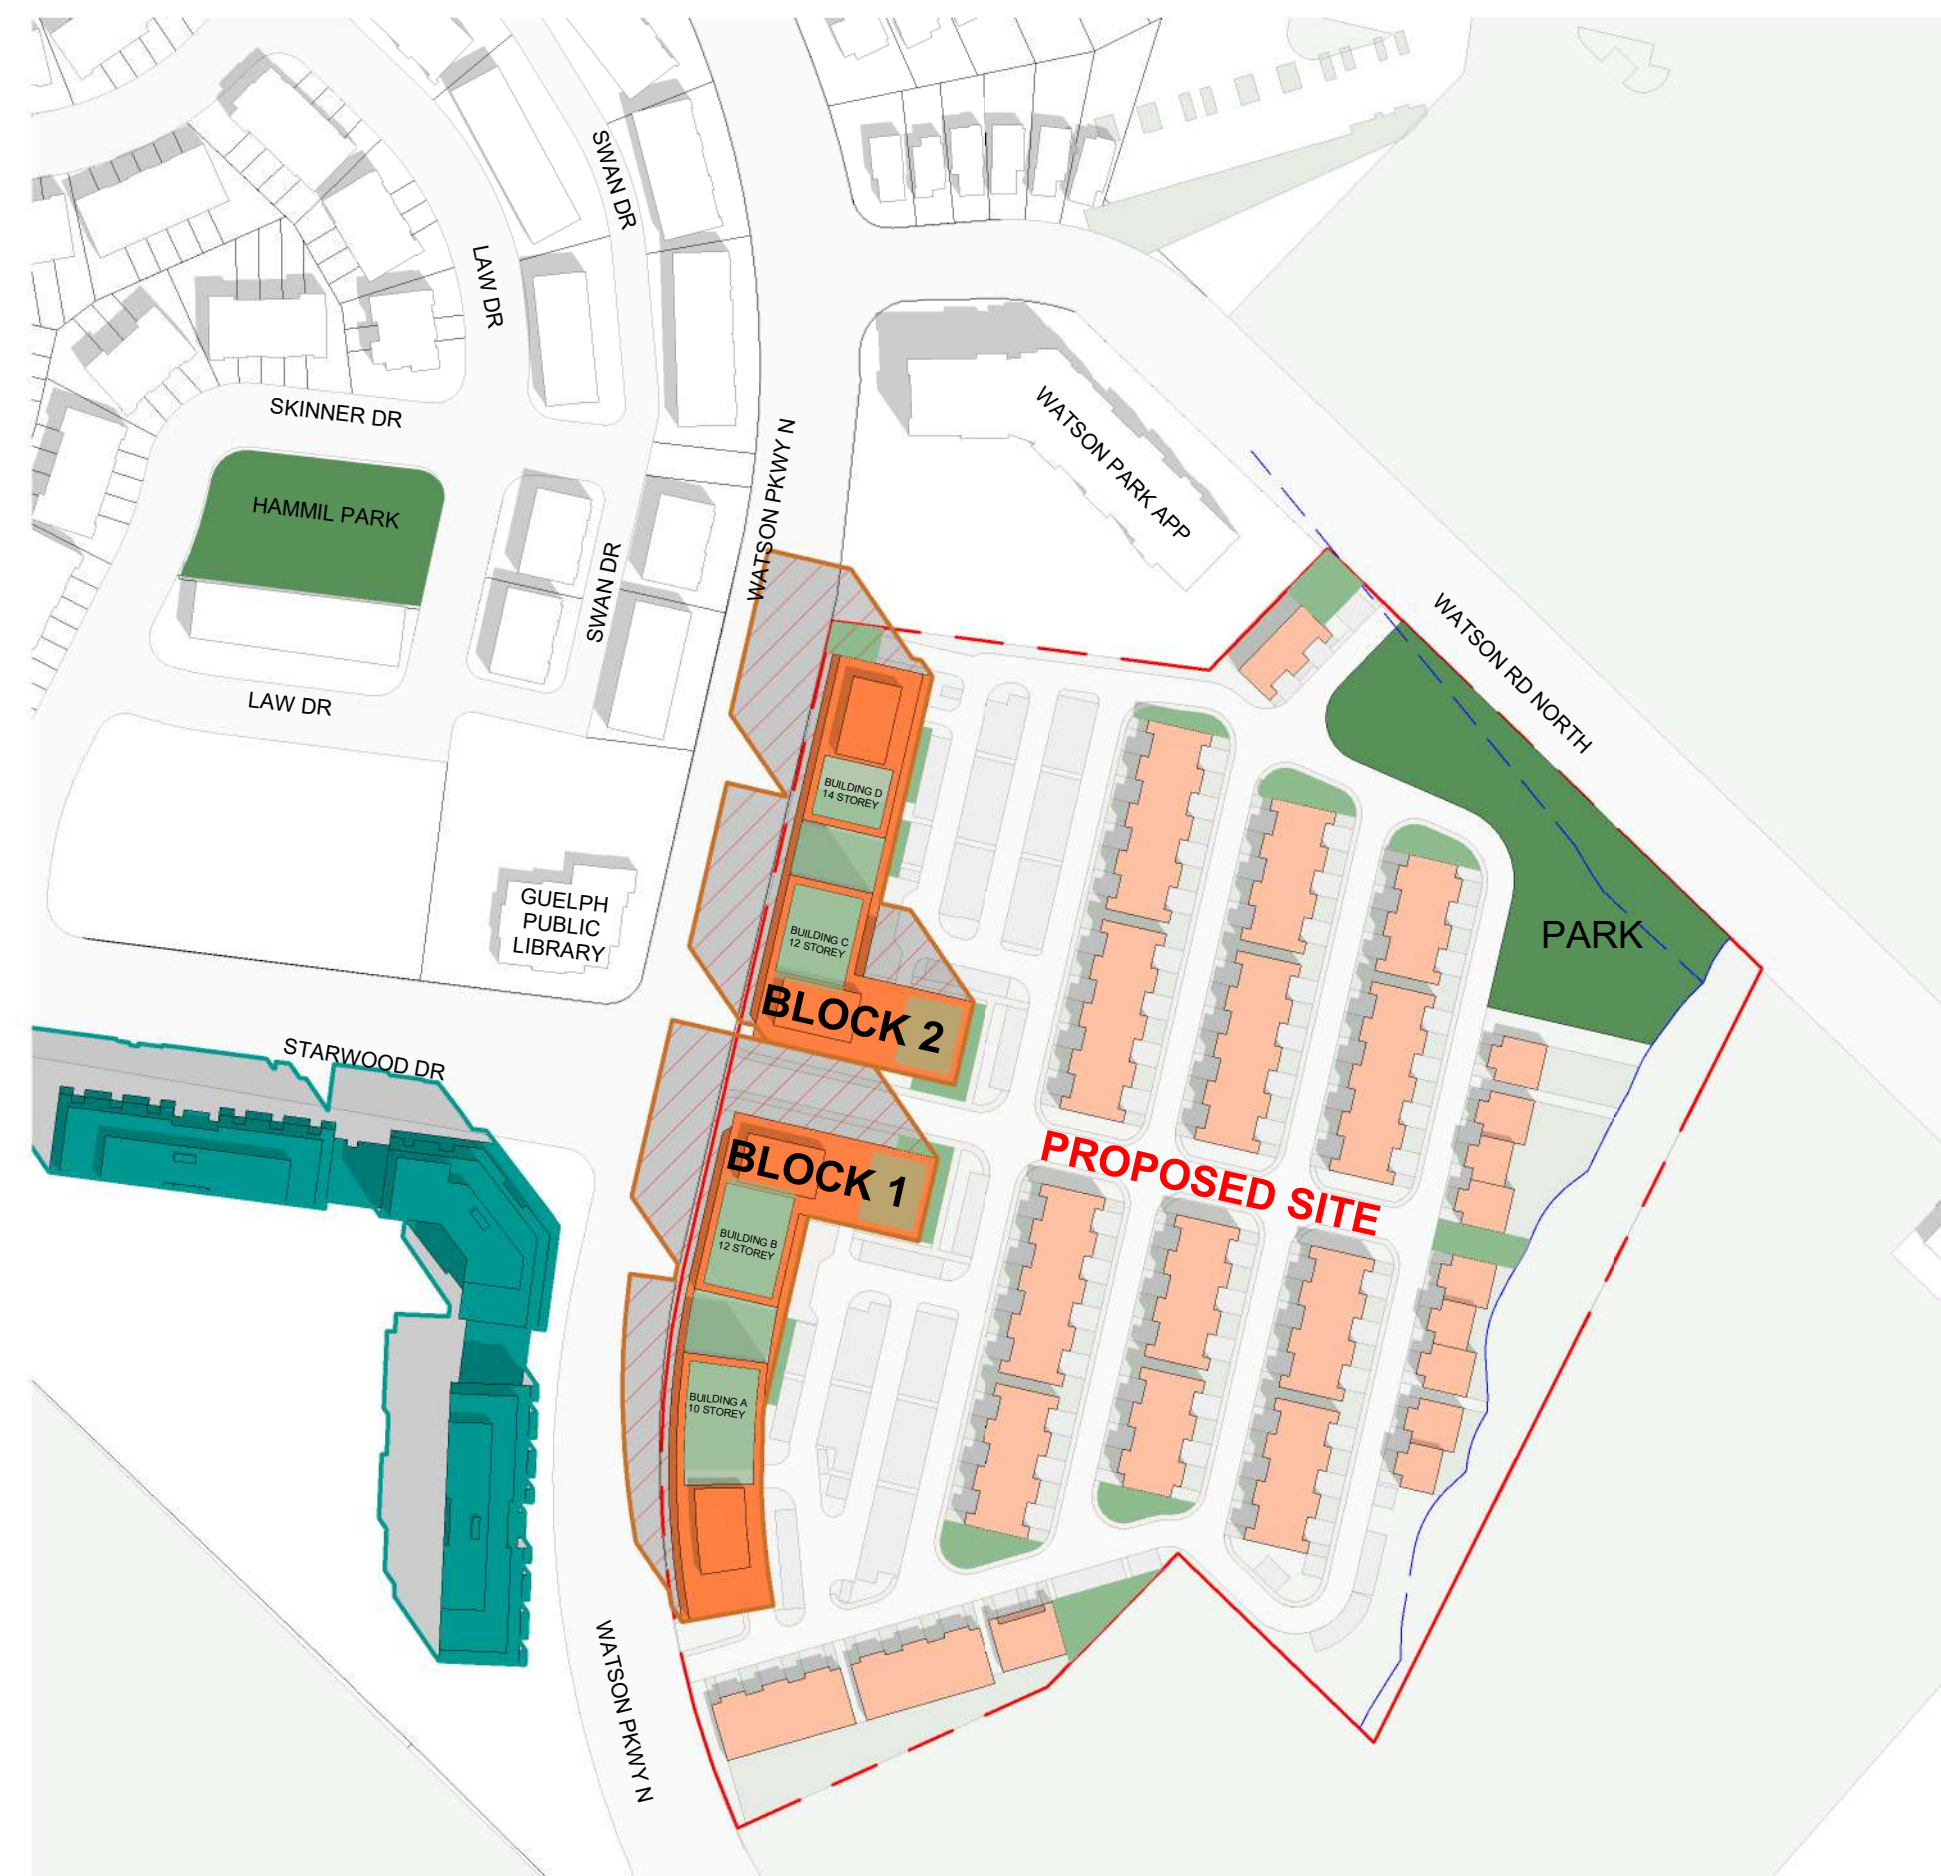 SWAN DR
LAW DR
SKINNER DR
WATSON PARK APP
WATSON PKWY N
HAMMIL PARK
SWAN DR
WATSON RD NORTH
LAW DR
BUILDING D
14 STOREY
GUELPH
PUBLIC
LIBRARY
BUILDING C
12 STOREY
PARK
BLOCK 2
STARWOOD DR
BLOCK 1
PROPOSED SITE
BUILDING B
12 STOREY
BUILDING A
10 STOREY
WATSON PKWY N